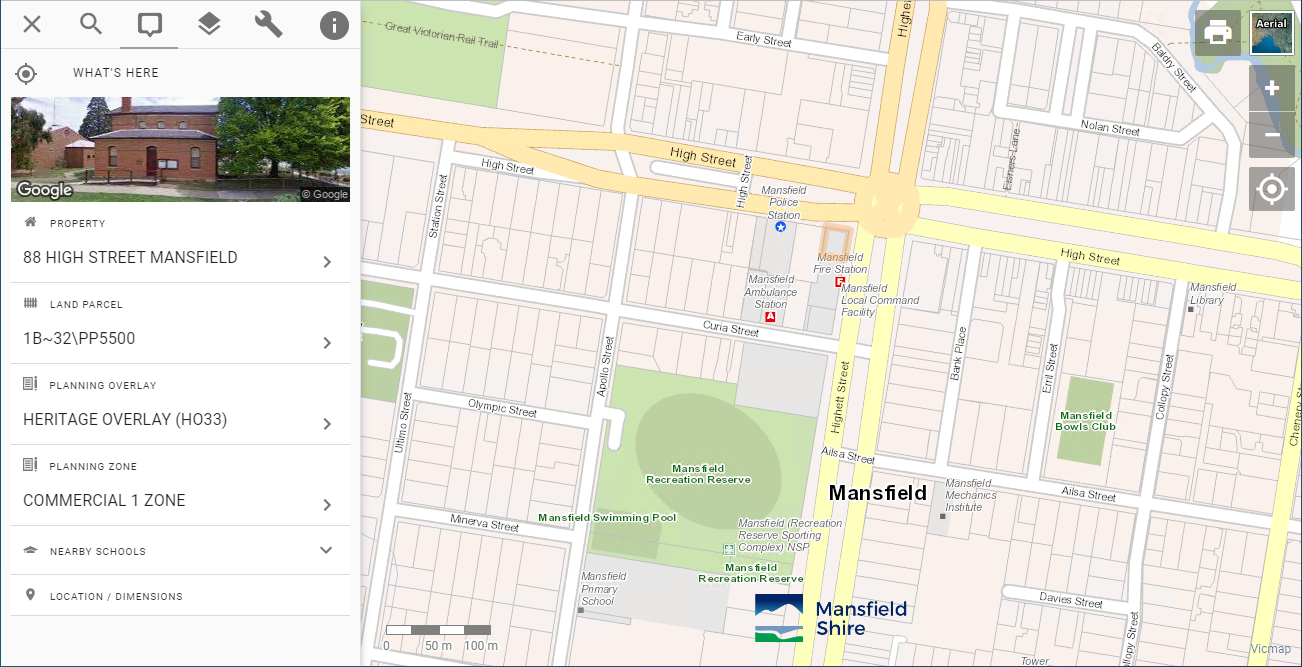 WHAT'S HERE
Google
© Google
PROPERTY
88 HIGH STREET MANSFIELD
LAND PARCEL
1B~32\PP5500
PLANNING OVERLAY
HERITAGE OVERLAY (HO33)
PLANNING ZONE
COMMERCIAL 1 ZONE
NEARBY SCHOOLS
LOCATION / DIMENSIONS
Great Victorian Rail Trail
Early Street
Highe
Baldry Street
Aerial
Nolan Street
Fishers Lane
Street
High Street
High Street
High Street
Station Street
Mansfield
Police
Station
Mansfield
Fire Station
F
Mansfield
Local Command
Facility
Mansfield
Ambulance
Station
A
High Street
Mansfield
Library
Curia Street
Apollo Street
Bank Place
Erril Street
Collopy Street
Highett Street
Chenery Str
Ultimo Street
Olympic Street
Mansfield
Bowls Club
Ailsa Street
Mansfield
Recreation Reserve
Mansfield
Mansfield
Mechanics
Institute
Ailsa Street
Minerva Street
Mansfield Swimming Pool
Mansfield (Recreation
Reserve Sporting
Complex) NSP
Mansfield
Recreation Reserve
Mansfield
Primary
School
Davies Street
Collopy Street
Mansfield
Shire
0 50 m 100 m
Tower
Vicmap